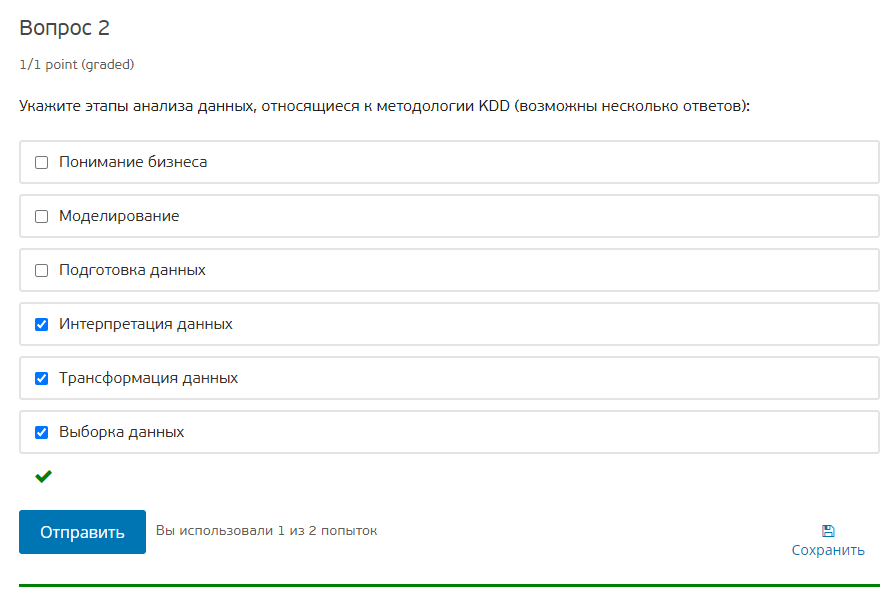 Вопрос 2
1/1 point (graded)
Укажите этапы анализа данных, относящиеся к методологии KDD (возможны несколько ответов):
Понимание бизнеса
Моделирование
Подготовка данных
Интерпретация данных
Трансформация данных
Выборка данных
Отправить
Вы использовали 1 из 2 попыток
Сохранить